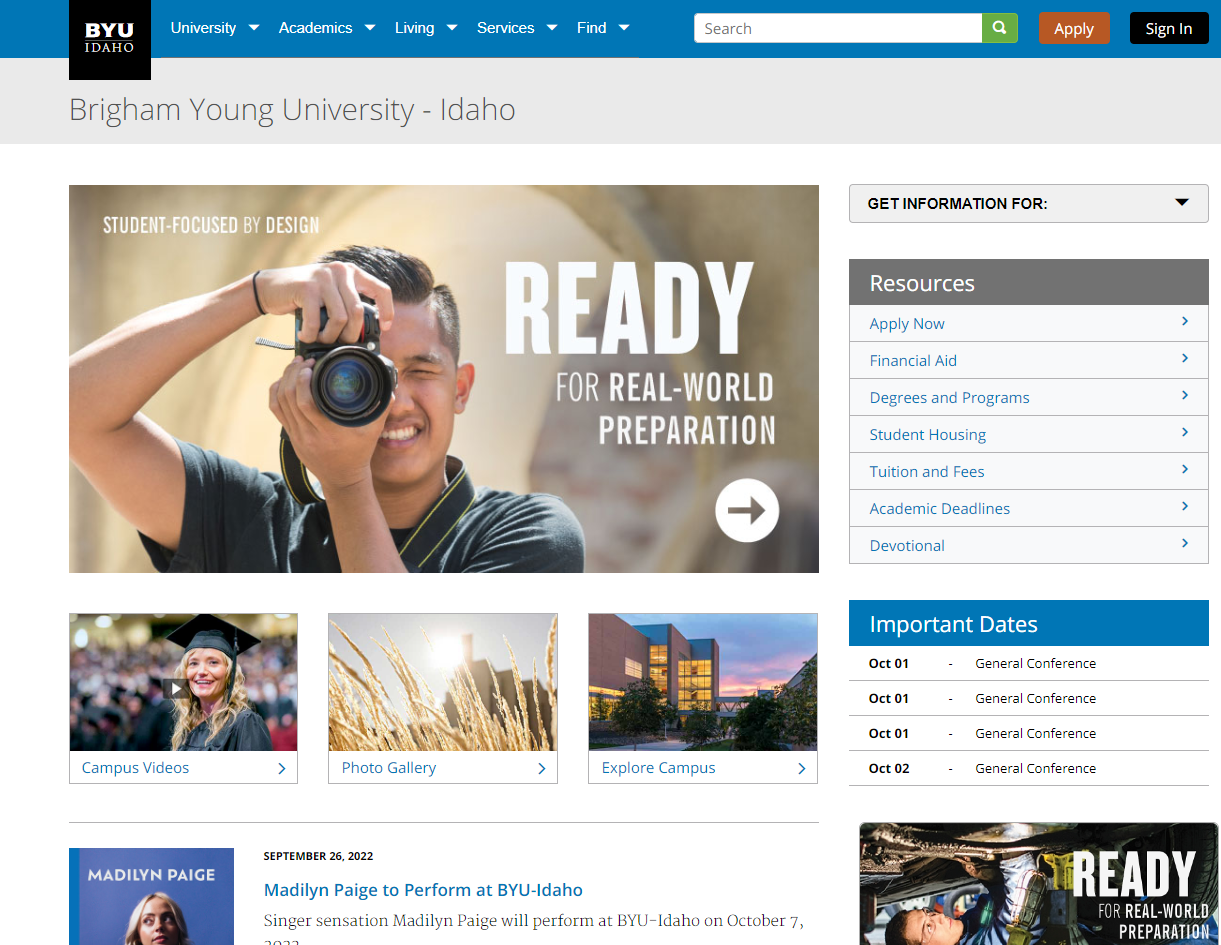 BYU
IDAHO
University
Academics
Living
Services
Find
Search
Apply
Sign In
Brigham Young University - Idaho
STUDENT-FOCUSED BY DESIGN
READY
FOR REAL-WORLD
PREPARATION
Campus Videos
Photo Gallery
Explore Campus
MADILYN PAIGE
SEPTEMBER 26, 2022
Madilyn Paige to Perform at BYU-Idaho
Singer sensation Madilyn Paige will perform at BYU-Idaho on October 7,
2022
GET INFORMATION FOR:
Resources
Apply Now
Financial Aid
Degrees and Programs
Student Housing
Tuition and Fees
Academic Deadlines
Devotional
Important Dates
Oct 01 - General Conference
Oct 01 - General Conference
Oct 01 - General Conference
Oct 02 - General Conference
READY
FOR REAL-WORLD
PREPARATION